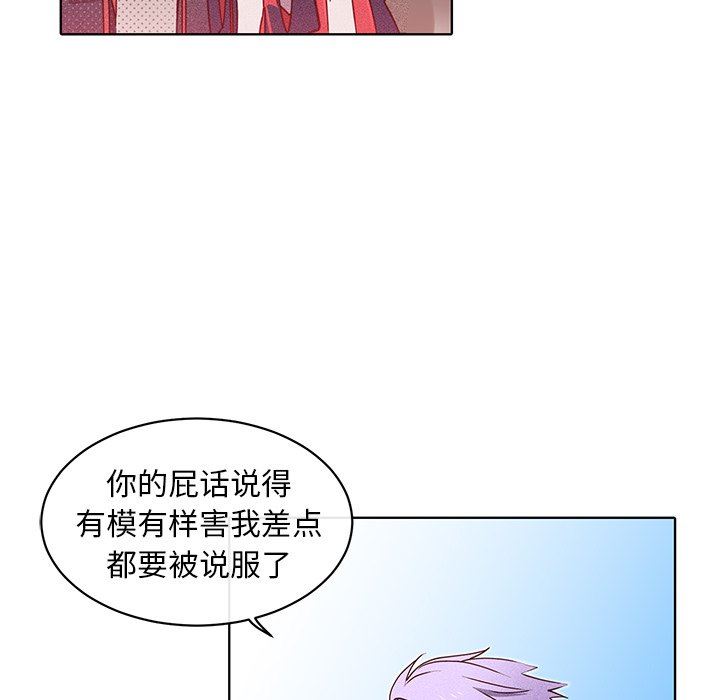 你的屁话说得
有模有样害我差点
都要被说服了